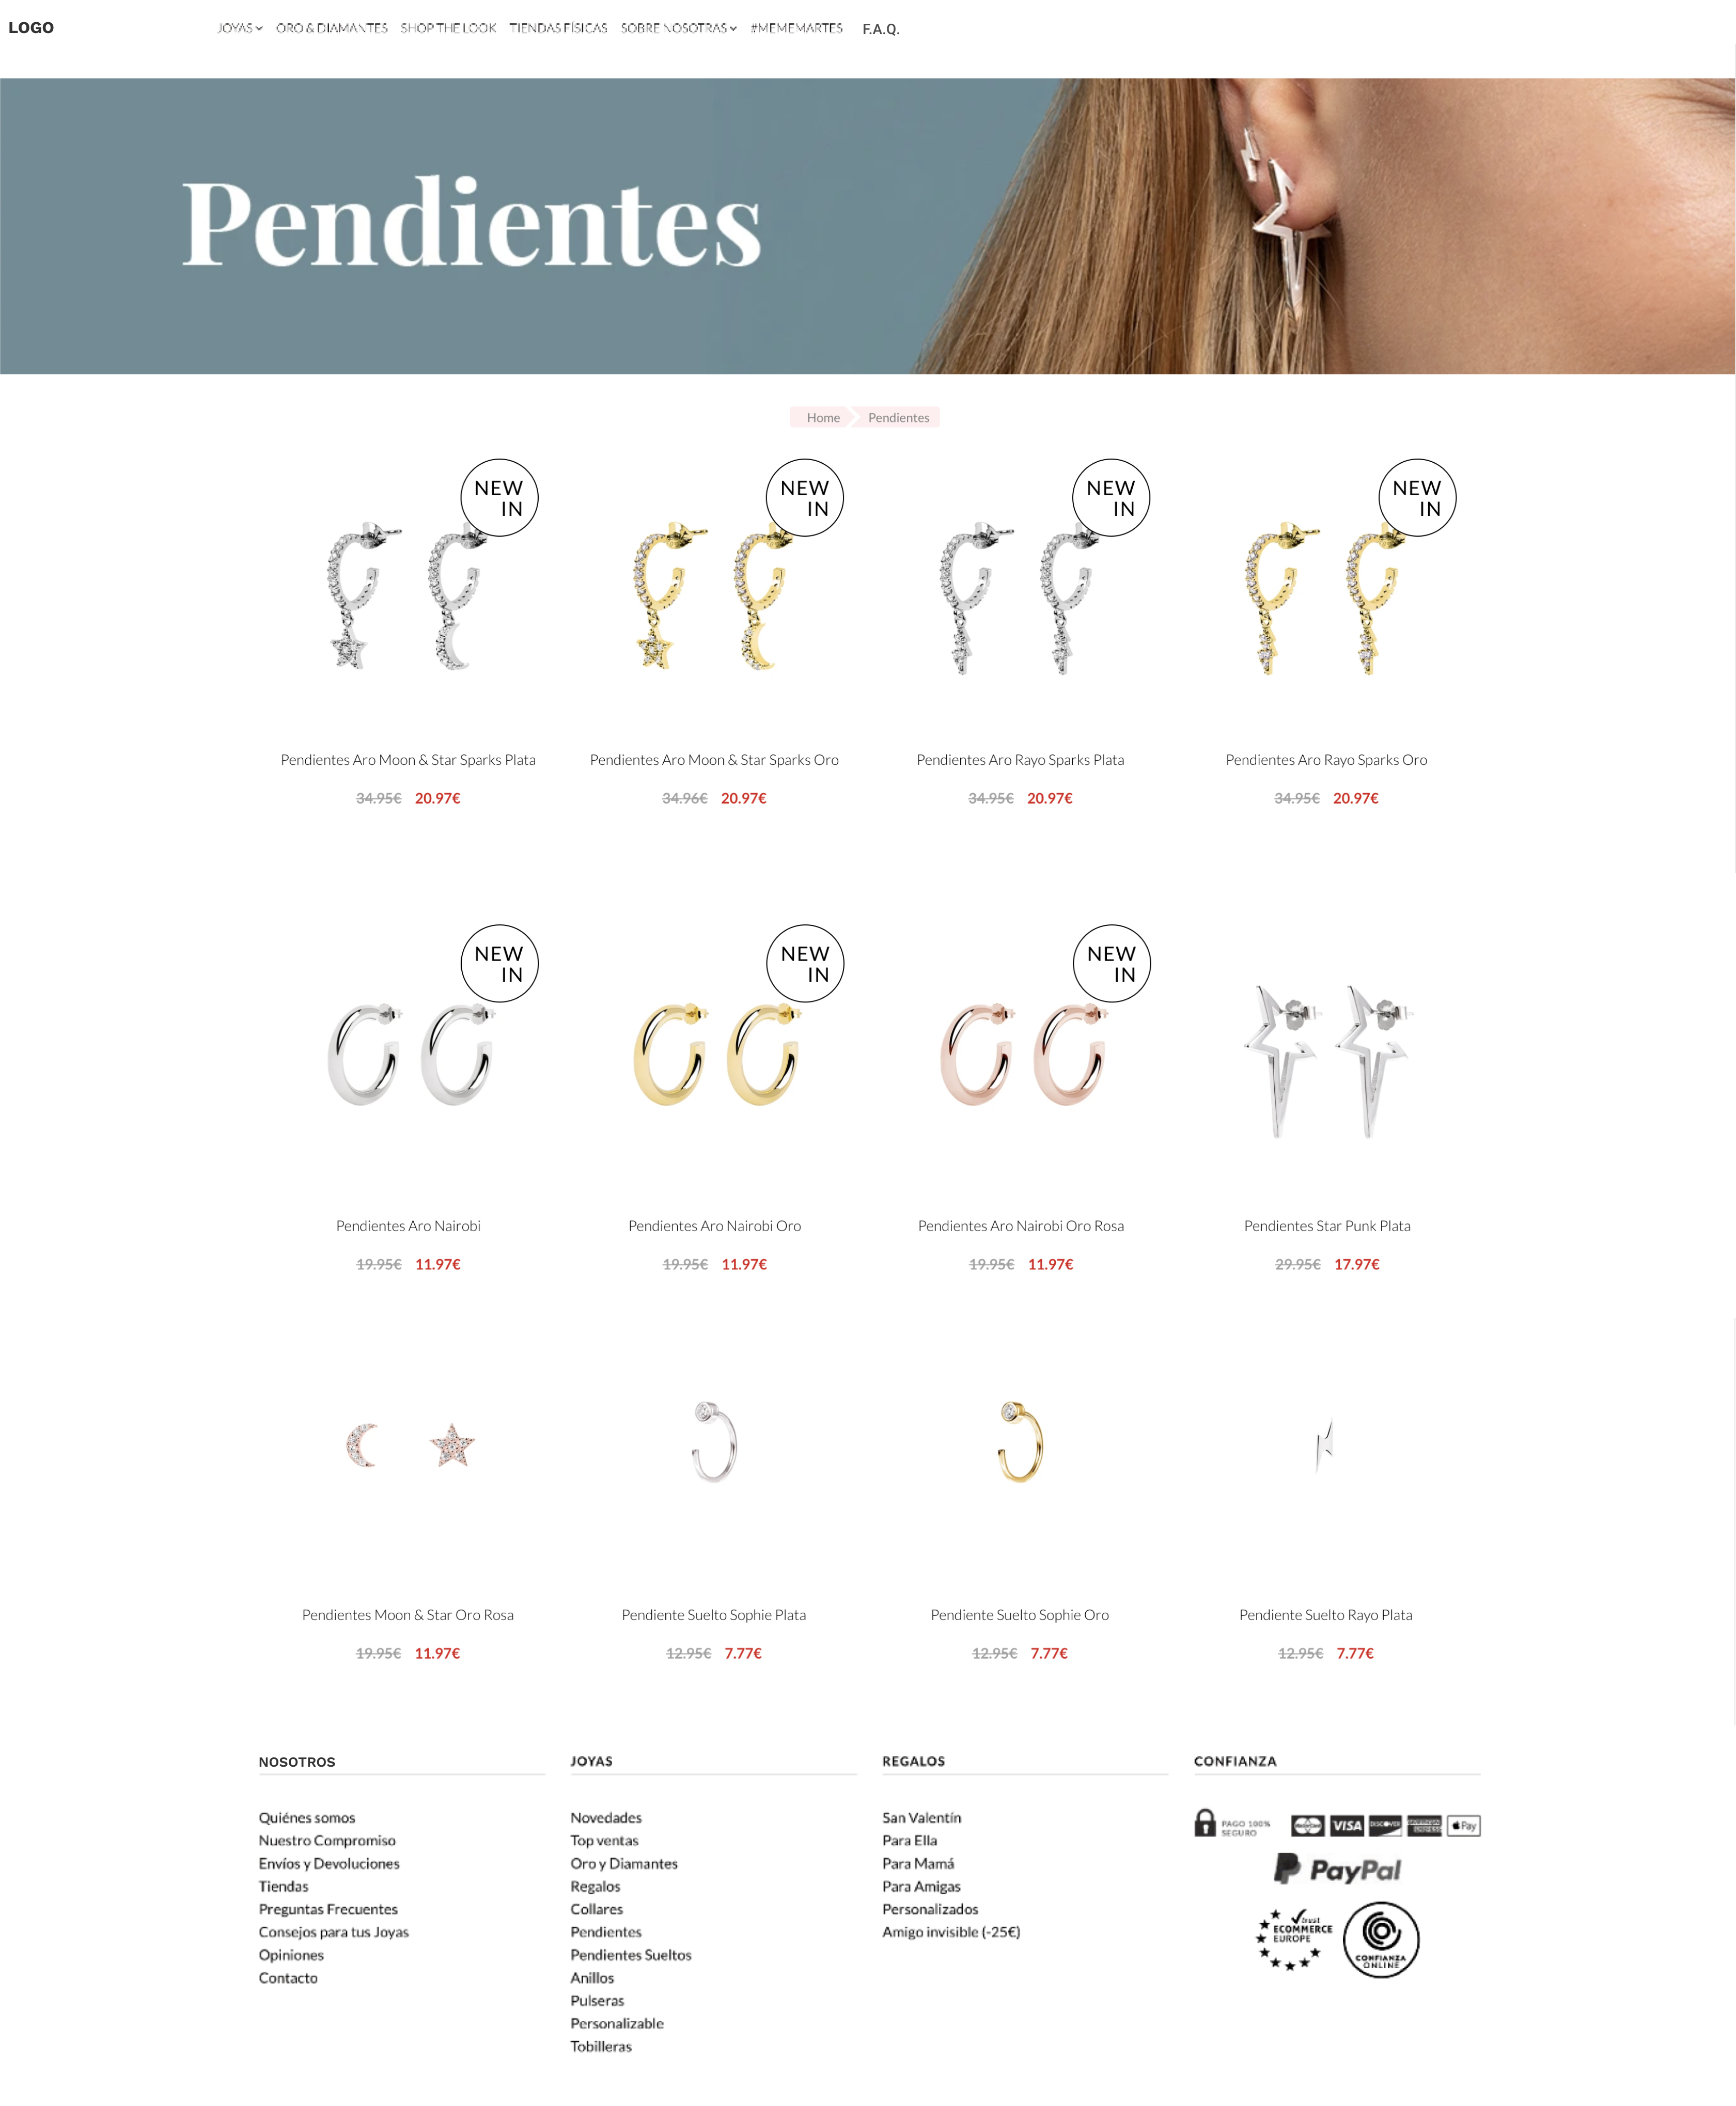 LOGO
JOYAS ORO & DIAMANTES SHOP THE LOOK TIENDAS FÍSICAS SOBRE NOSOTRAS #MEMEMARTES F.A.Q.
Pendientes
Home Pendientes
NEW IN
NEW IN
NEW IN
NEW IN
Pendientes Aro Moon & Star Sparks Plata
34.95€ 20.97€
Pendientes Aro Moon & Star Sparks Oro
34.96€ 20.97€
Pendientes Aro Rayo Sparks Plata
34.95€ 20.97€
Pendientes Aro Rayo Sparks Oro
34.95€ 20.97€
NEW IN
NEW IN
NEW IN
Pendientes Aro Nairobi
19.95€ 11.97€
Pendientes Aro Nairobi Oro
19.95€ 11.97€
Pendientes Aro Nairobi Oro Rosa
19.95€ 11.97€
Pendientes Star Punk Plata
29.95€ 17.97€
Pendientes Moon & Star Oro Rosa
19.95€ 11.97€
Pendiente Suelto Sophie Plata
12.95€ 7.77€
Pendiente Suelto Sophie Oro
12.95€ 7.77€
Pendiente Suelto Rayo Plata
12.95€ 7.77€
NOSOTROS
Quiénes somos
Nuestro Compromiso
Envíos y Devoluciones
Tiendas
Preguntas Frecuentes
Consejos para tus Joyas
Opiniones
Contacto
JOYAS
Novedades
Top ventas
Oro y Diamantes
Regalos
Collares
Pendientes
Pendientes Sueltos
Anillos
Pulseras
Personalizable
Tobilleras
REGALOS
San Valentín
Para Ella
Para Mamá
Para Amigas
Personalizados
Amigo invisible (-25€)
CONFIANZA
PAGO 100%
SEGURO
MasterCard VISA DISCOVER AMERICAN EXPRESS Pay
PayPal
trust
ECOMMERCE
EUROPE
CONFIANZA
ONLINE